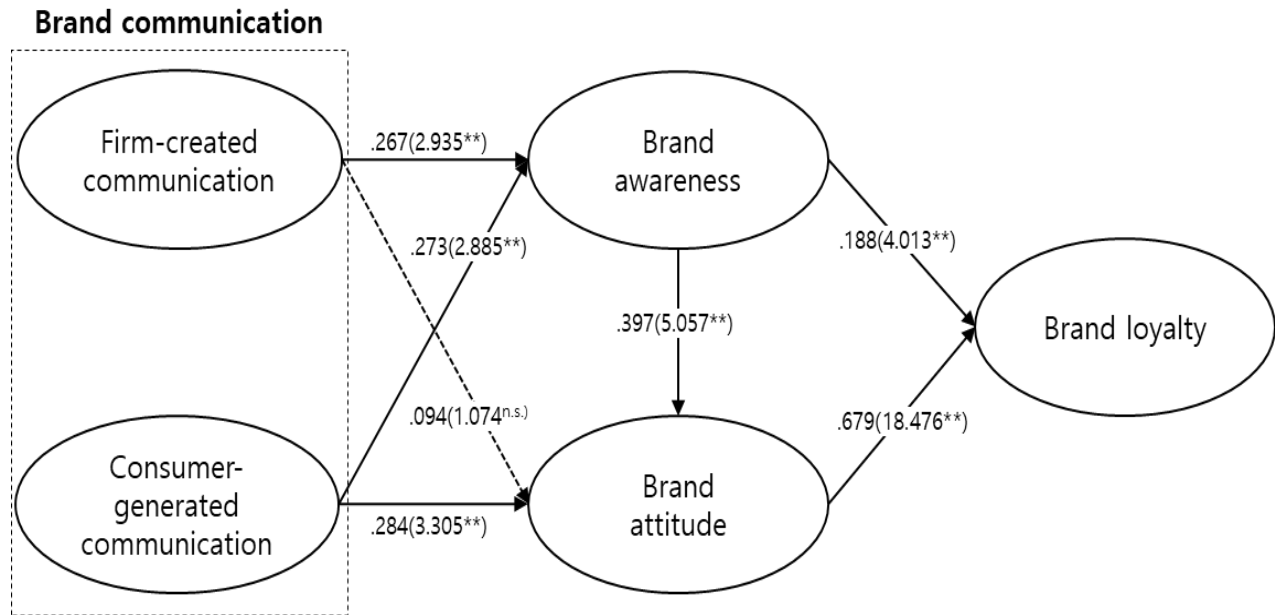 Brand communication
Firm-created
communication
.267(2.935**)
Brand
awareness
.273(2.885**)
.188(4.013**)
.397(5.057**)
Brand loyalty
.094(1.074n.s.)
.679(18.476**)
Consumer-
generated
communication
.284(3.305**)
Brand
attitude